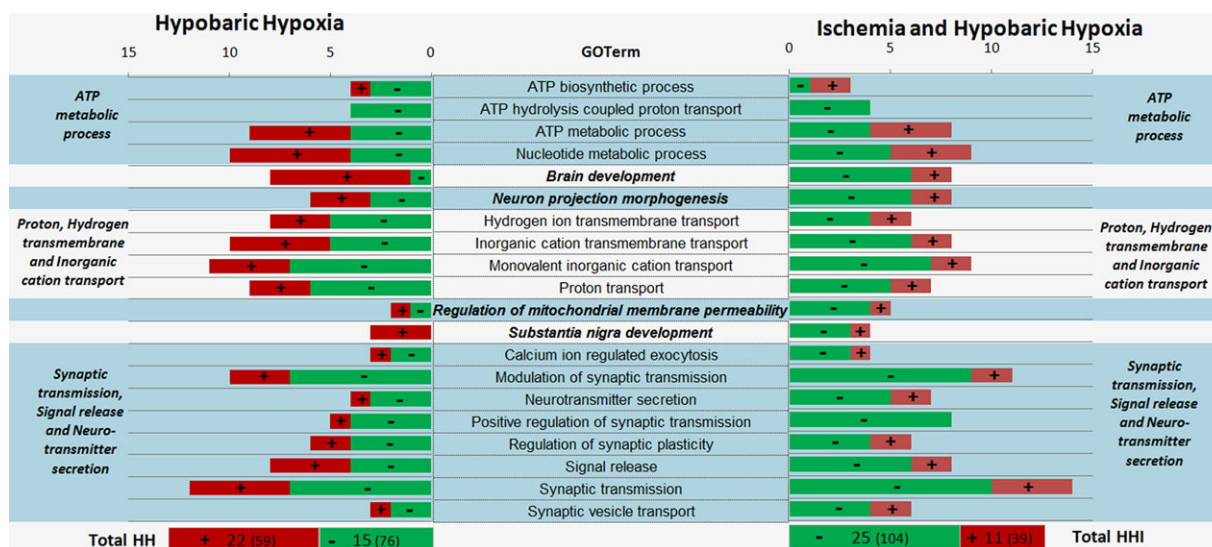 Hypobaric Hypoxia
Ischemia and Hypobaric Hypoxia
15 10 5 0 GOTerm 0 5 10 15
ATP
metabolic
process
+ - ATP biosynthetic process - +
- ATP hydrolysis coupled proton transport -
+ - ATP metabolic process - +
+ - Nucleotide metabolic process - +
ATP
metabolic
process
+ - Brain development - +
+ - Neuron projection morphogenesis - +
Proton, Hydrogen
transmembrane
and Inorganic
cation transport
+ - Hydrogen ion transmembrane transport - +
+ - Inorganic cation transmembrane transport - +
+ - Monovalent inorganic cation transport - +
+ - Proton transport - +
Proton, Hydrogen
transmembrane
and Inorganic
cation transport
+ - Regulation of mitochondrial membrane permeability - +
+ Substantia nigra development - +
Synaptic
transmission,
Signal release
and Neuro-
transmitter
secretion
+ - Calcium ion regulated exocytosis - +
+ - Modulation of synaptic transmission - +
+ - Neurotransmitter secretion - +
+ - Positive regulation of synaptic transmission -
+ - Regulation of synaptic plasticity - +
+ - Signal release - +
+ - Synaptic transmission - +
+ - Synaptic vesicle transport - +
Synaptic
transmission,
Signal release
and Neuro-
transmitter
secretion
Total HH + 22 (59) - 15 (76) - 25 (104) + 11 (39) Total HHI